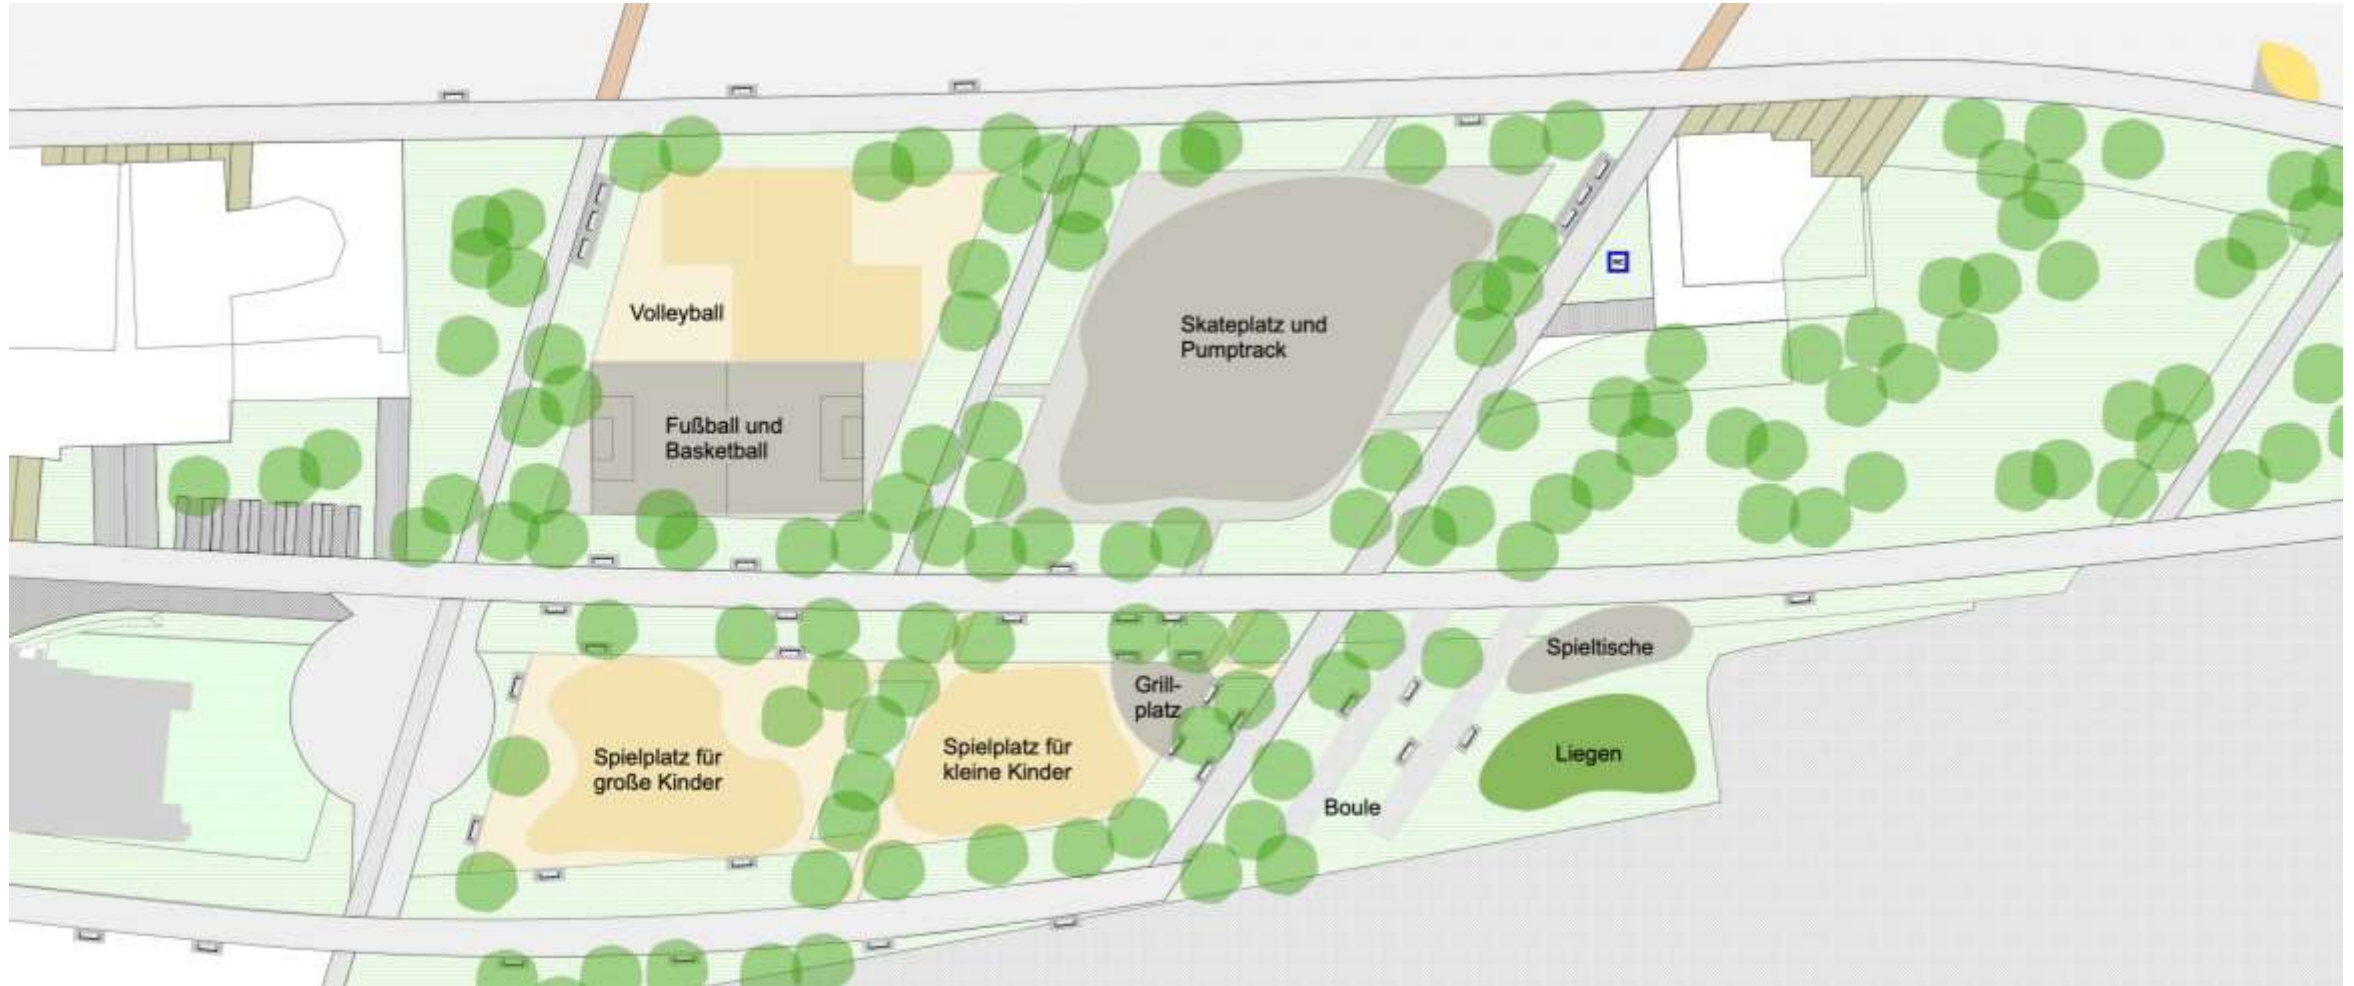 Volleyball
Skateplatz und
Pumptrack
Fußball und
Basketball
Spieltische
Grill-
platz
Spielplatz für
große Kinder
Spielplatz für
kleine Kinder
Liegen
Boule